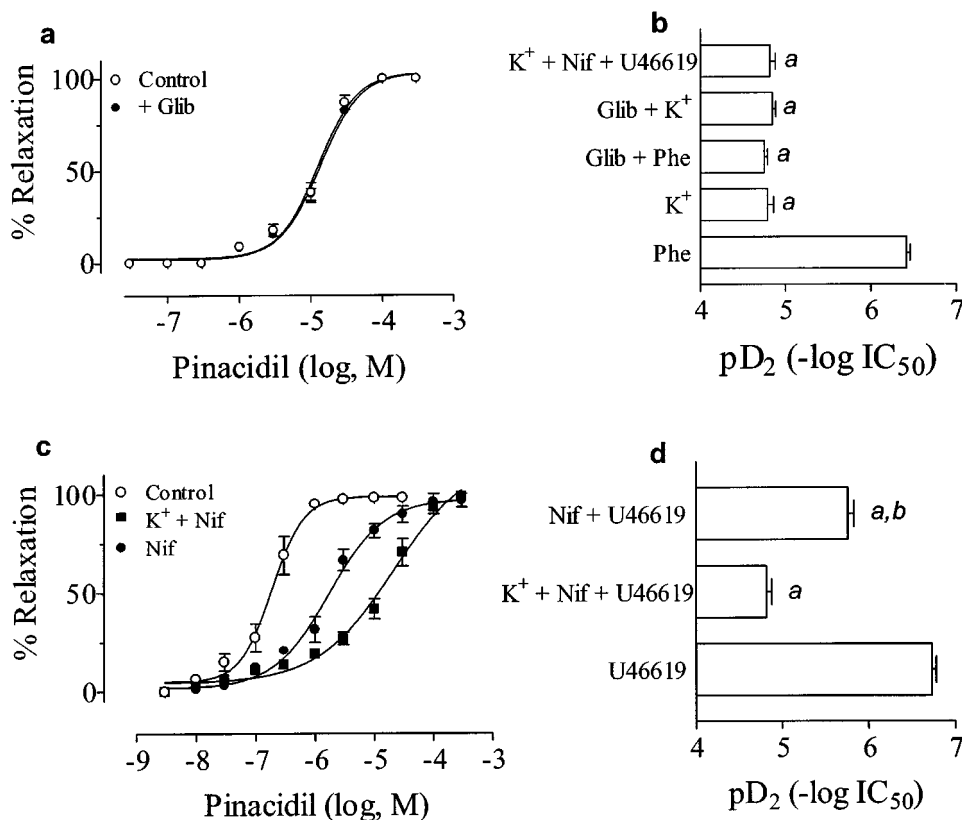 a
% Relaxation
100
50
0
Control
+ Glib
-7 -6 -5 -4 -3
Pinacidil (log, M)
b
K+ + Nif + U46619
a
Glib + K+
a
Glib + Phe
a
K+
a
Phe
4 5 6 7
pD2 (-log IC50)
c
% Relaxation
100
50
0
Control
K+ + Nif
Nif
-9 -8 -7 -6 -5 -4 -3
Pinacidil (log, M)
d
Nif + U46619
a,b
K+ + Nif + U46619
a
U46619
4 5 6 7
pD2 (-log IC50)